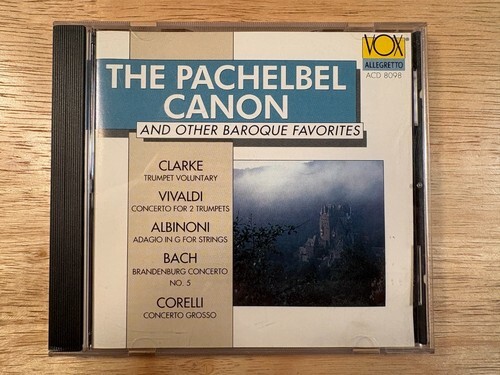 VOX
ALLEGRETTO
ACD 8098
THE PACHELBEL
CANON
AND OTHER BAROQUE FAVORITES
CLARKE
TRUMPET VOLUNTARY
VIVALDI
CONCERTO FOR 2 TRUMPETS
ALBINONI
ADAGIO IN G FOR STRINGS
BACH
BRANDENBURG CONCERTO
NO. 5
CORELLI
CONCERTO GROSSO